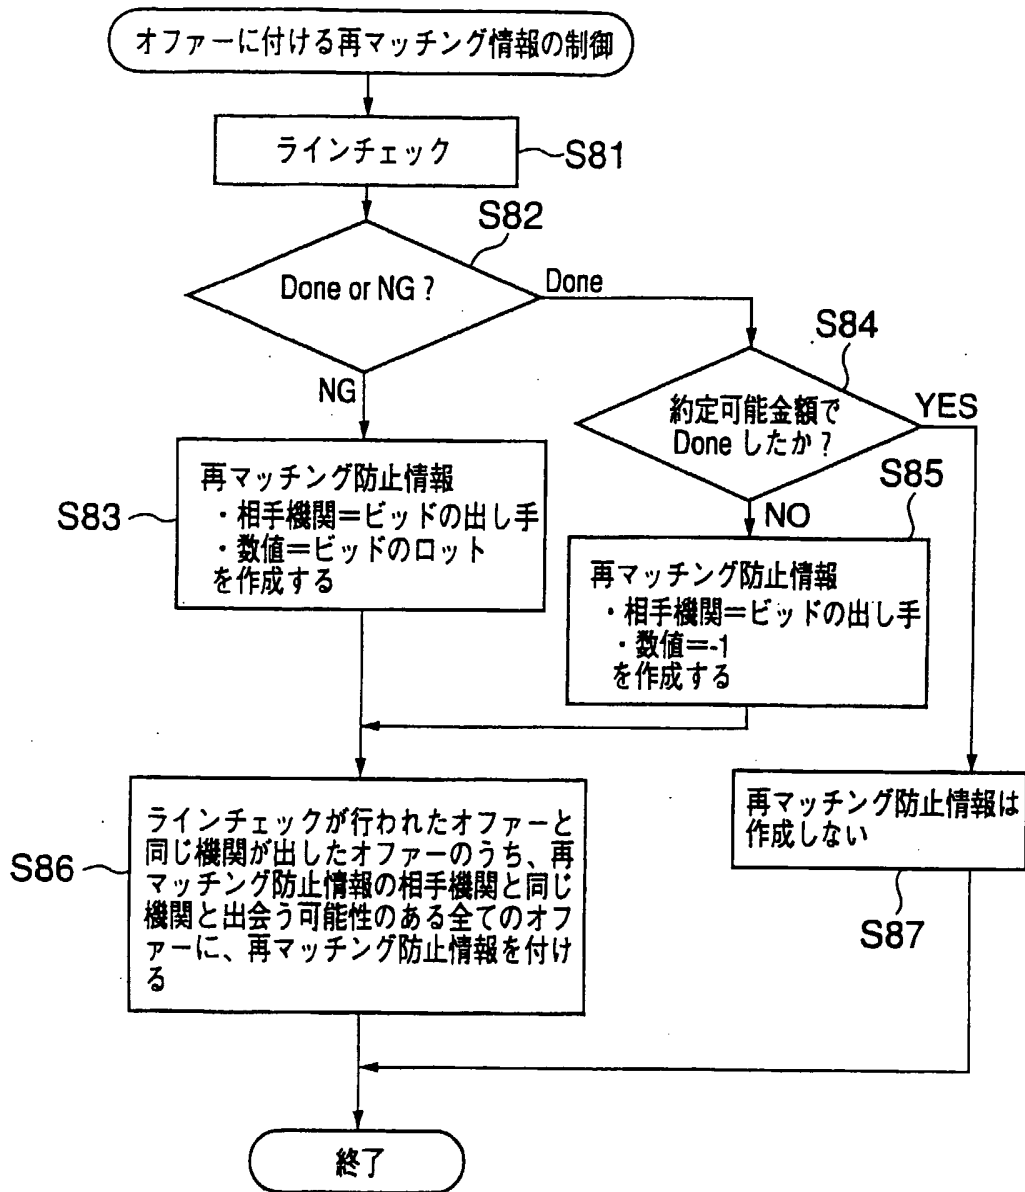 オファーに付ける再マッチング情報の制御
ラインチェック
S81
S82
Done or NG ?
Done
NG
S84
約定可能金額で
Done したか ?
YES
NO
S83
再マッチング防止情報
・相手機関＝ビッドの出し手
・数値＝ビッドのロット
を作成する
S85
再マッチング防止情報
・相手機関＝ビッドの出し手
・数値＝-1
を作成する
S86
ラインチェックが行われたオファーと
同じ機関が出したオファーのうち、再
マッチング防止情報の相手機関と同じ
機関と出会う可能性のある全てのオフ
ァーに、再マッチング防止情報を付け
る
再マッチング防止情報は
作成しない
S87
終了